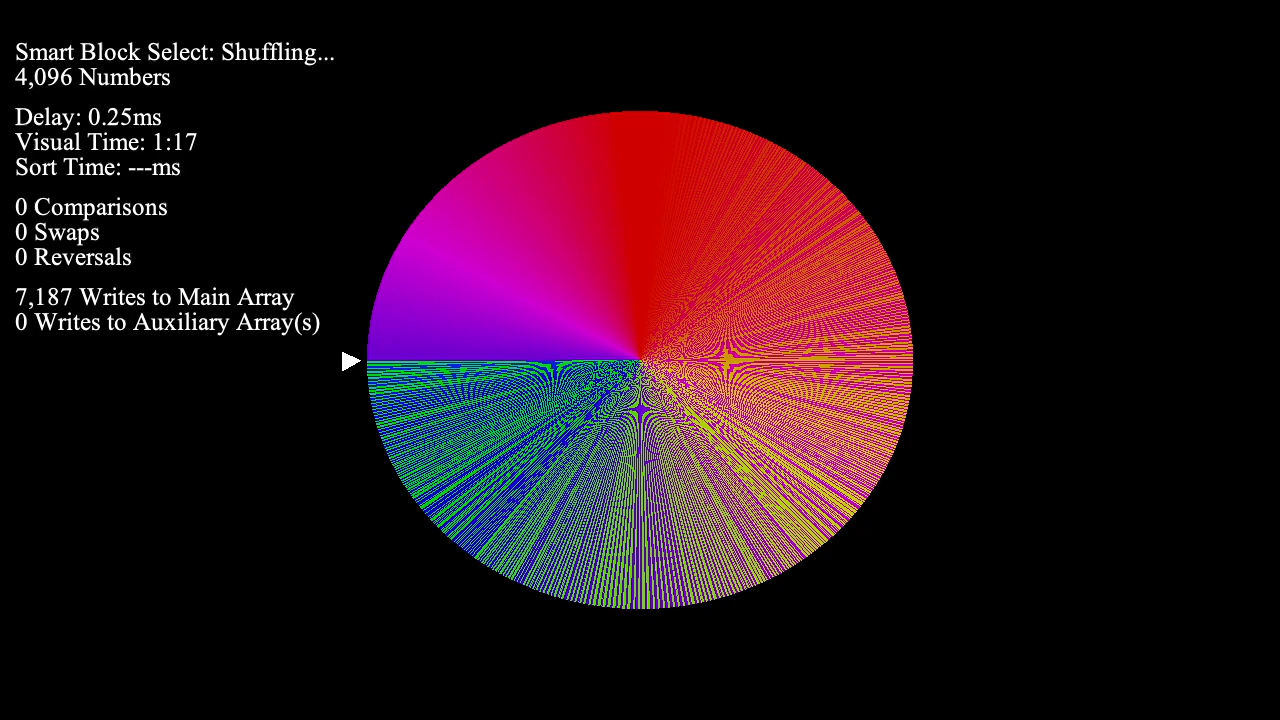 Smart Block Select: Shuffling...
4,096 Numbers
Delay: 0.25ms
Visual Time: 1:17
Sort Time: ---ms
0 Comparisons
0 Swaps
0 Reversals
7,187 Writes to Main Array
0 Writes to Auxiliary Array(s)